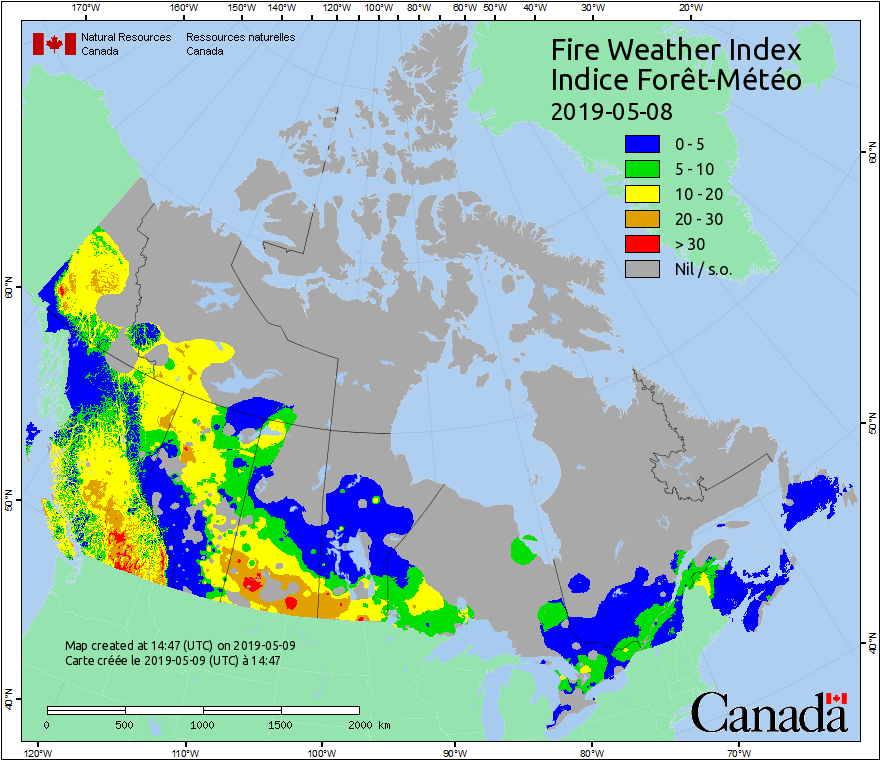 170°W 160°W 150°W 140°W 130°W 120°W 110°W 100°W 90°W 80°W 70°W 60°W 50°W 40°W 30°W 20°W
Natural Resources Ressources naturelles
Canada Canada
Fire Weather Index
Indice Forêt-Météo
2019-05-08
0 - 5
5 - 10
10 - 20
20 - 30
> 30
Nil / s.o.
60°N
60°N
50°N
50°N
40°N
40°N
Map created at 14:47 (UTC) on 2019-05-09
Carte créée le 2019-05-09 (UTC) à 14:47
0 500 1000 1500 2000 km
Canada
120°W 110°W 100°W 90°W 80°W 70°W